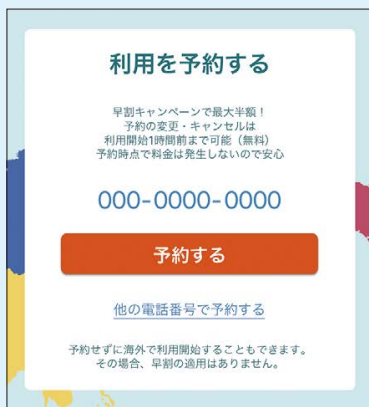 利用を予約する
早割キャンペーンで最大半額！
予約の変更・キャンセルは
利用開始1時間前まで可能（無料）
予約時点で料金は発生しないので安心
000-0000-0000
予約する
他の電話番号で予約する
予約せずに海外で利用開始することもできます。
その場合、早割の適用はありません。